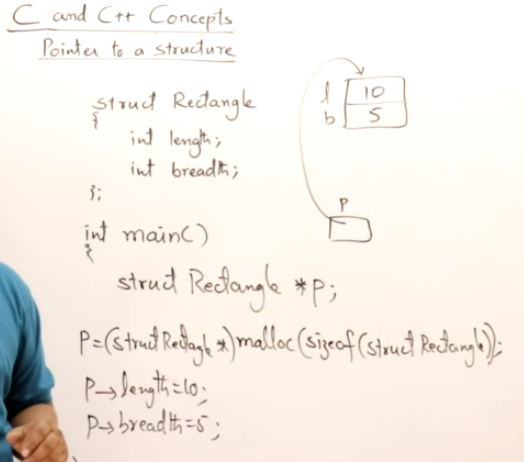 C and C++ Concepts
Pointer to a structure
struct Rectangle
{
int length;
int breadth;
};
int main()
{
struct Rectangle *p;
P=(struct Rectagle *)malloc(sizeof(struct Rectangle));
P→length=10;
P→breadth=5;
l 10
b 5
P